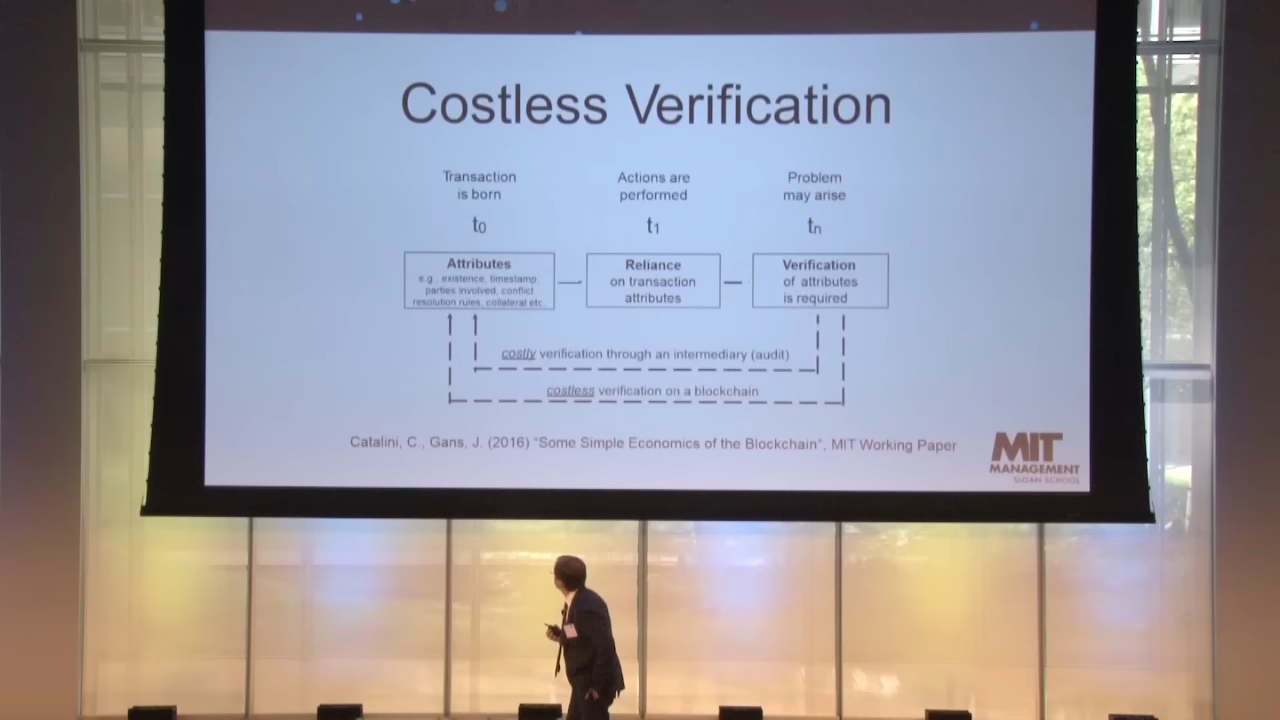 Costless Verification
Transaction
is born
t0
Actions are
performed
t1
Problem
may arise
tn
Attributes
e.g., existence, timestamp,
parties involved, conflict
resolution rules, collateral etc.
Reliance
on transaction
attributes
Verification
of attributes
is required
costly verification through an intermediary (audit)
costless verification on a blockchain
Catalini, C., Gans, J. (2016) “Some Simple Economics of the Blockchain”, MIT Working Paper
MIT
MANAGEMENT
SLOAN SCHOOL